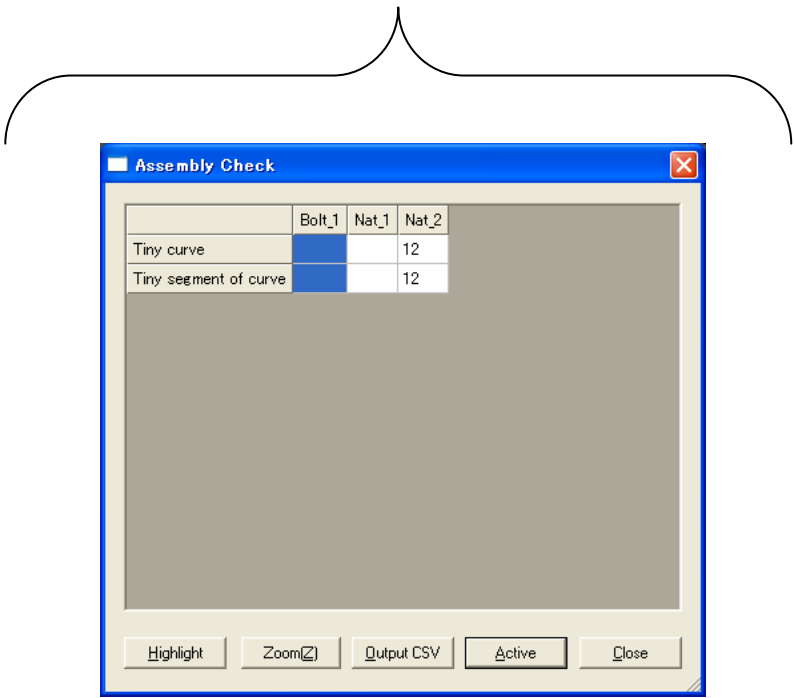 Assembly Check
Bolt_1 Nat_1 Nat_2
Tiny curve 12
Tiny segment of curve 12
Highlight Zoom(Z) Output CSV Active Close